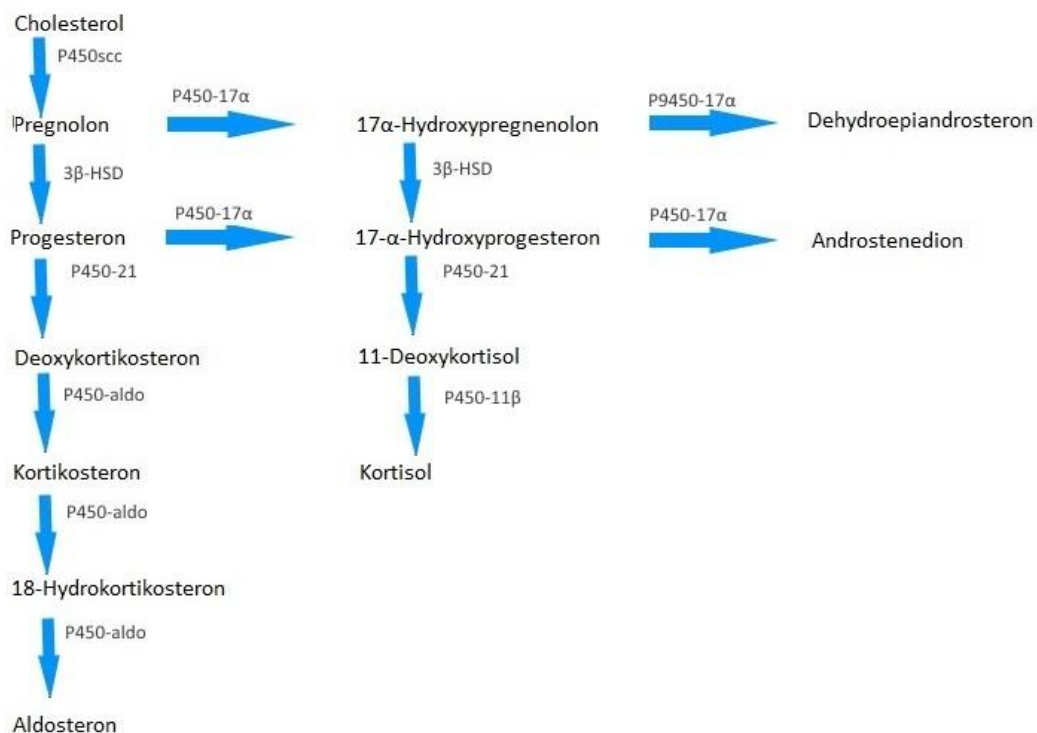 Cholesterol
P450scc
P450-17α
P9450-17α
Pregnolon
17α-Hydroxypregnenolon
Dehydroepiandrosteron
3β-HSD
3β-HSD
P450-17α
P450-17α
Progesteron
17-α-Hydroxyprogesteron
Androstenedion
P450-21
P450-21
Deoxykortikosteron
11-Deoxykortisol
P450-aldo
P450-11β
Kortikosteron
Kortisol
P450-aldo
18-Hydrokortikosteron
P450-aldo
Aldosteron